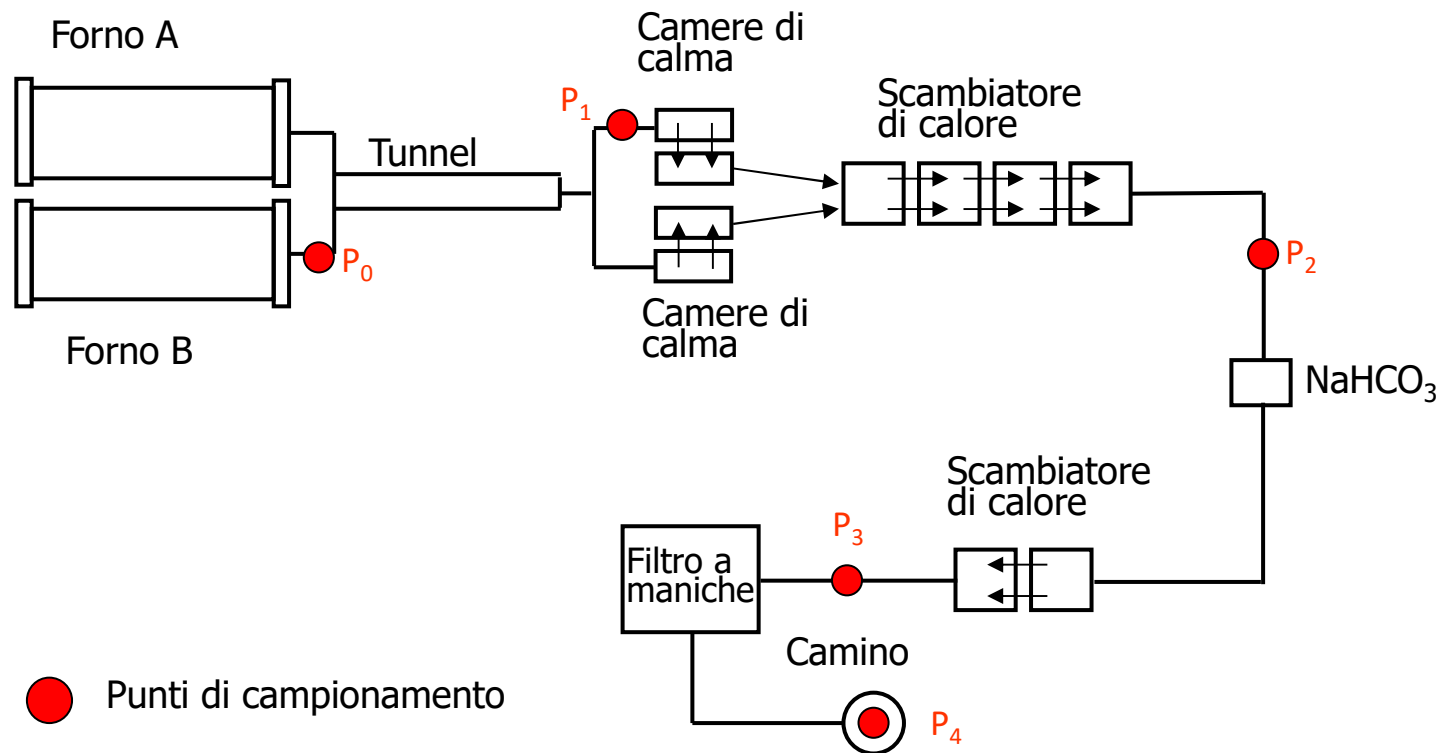 Forno A
Camere di
calma
P₁
Scambiatore
di calore
Tunnel
P₀
P₂
Forno B
Camere di
calma
NaHCO₃
Scambiatore
di calore
P₃
Filtro a
maniche
Camino
Punti di campionamento
P₄